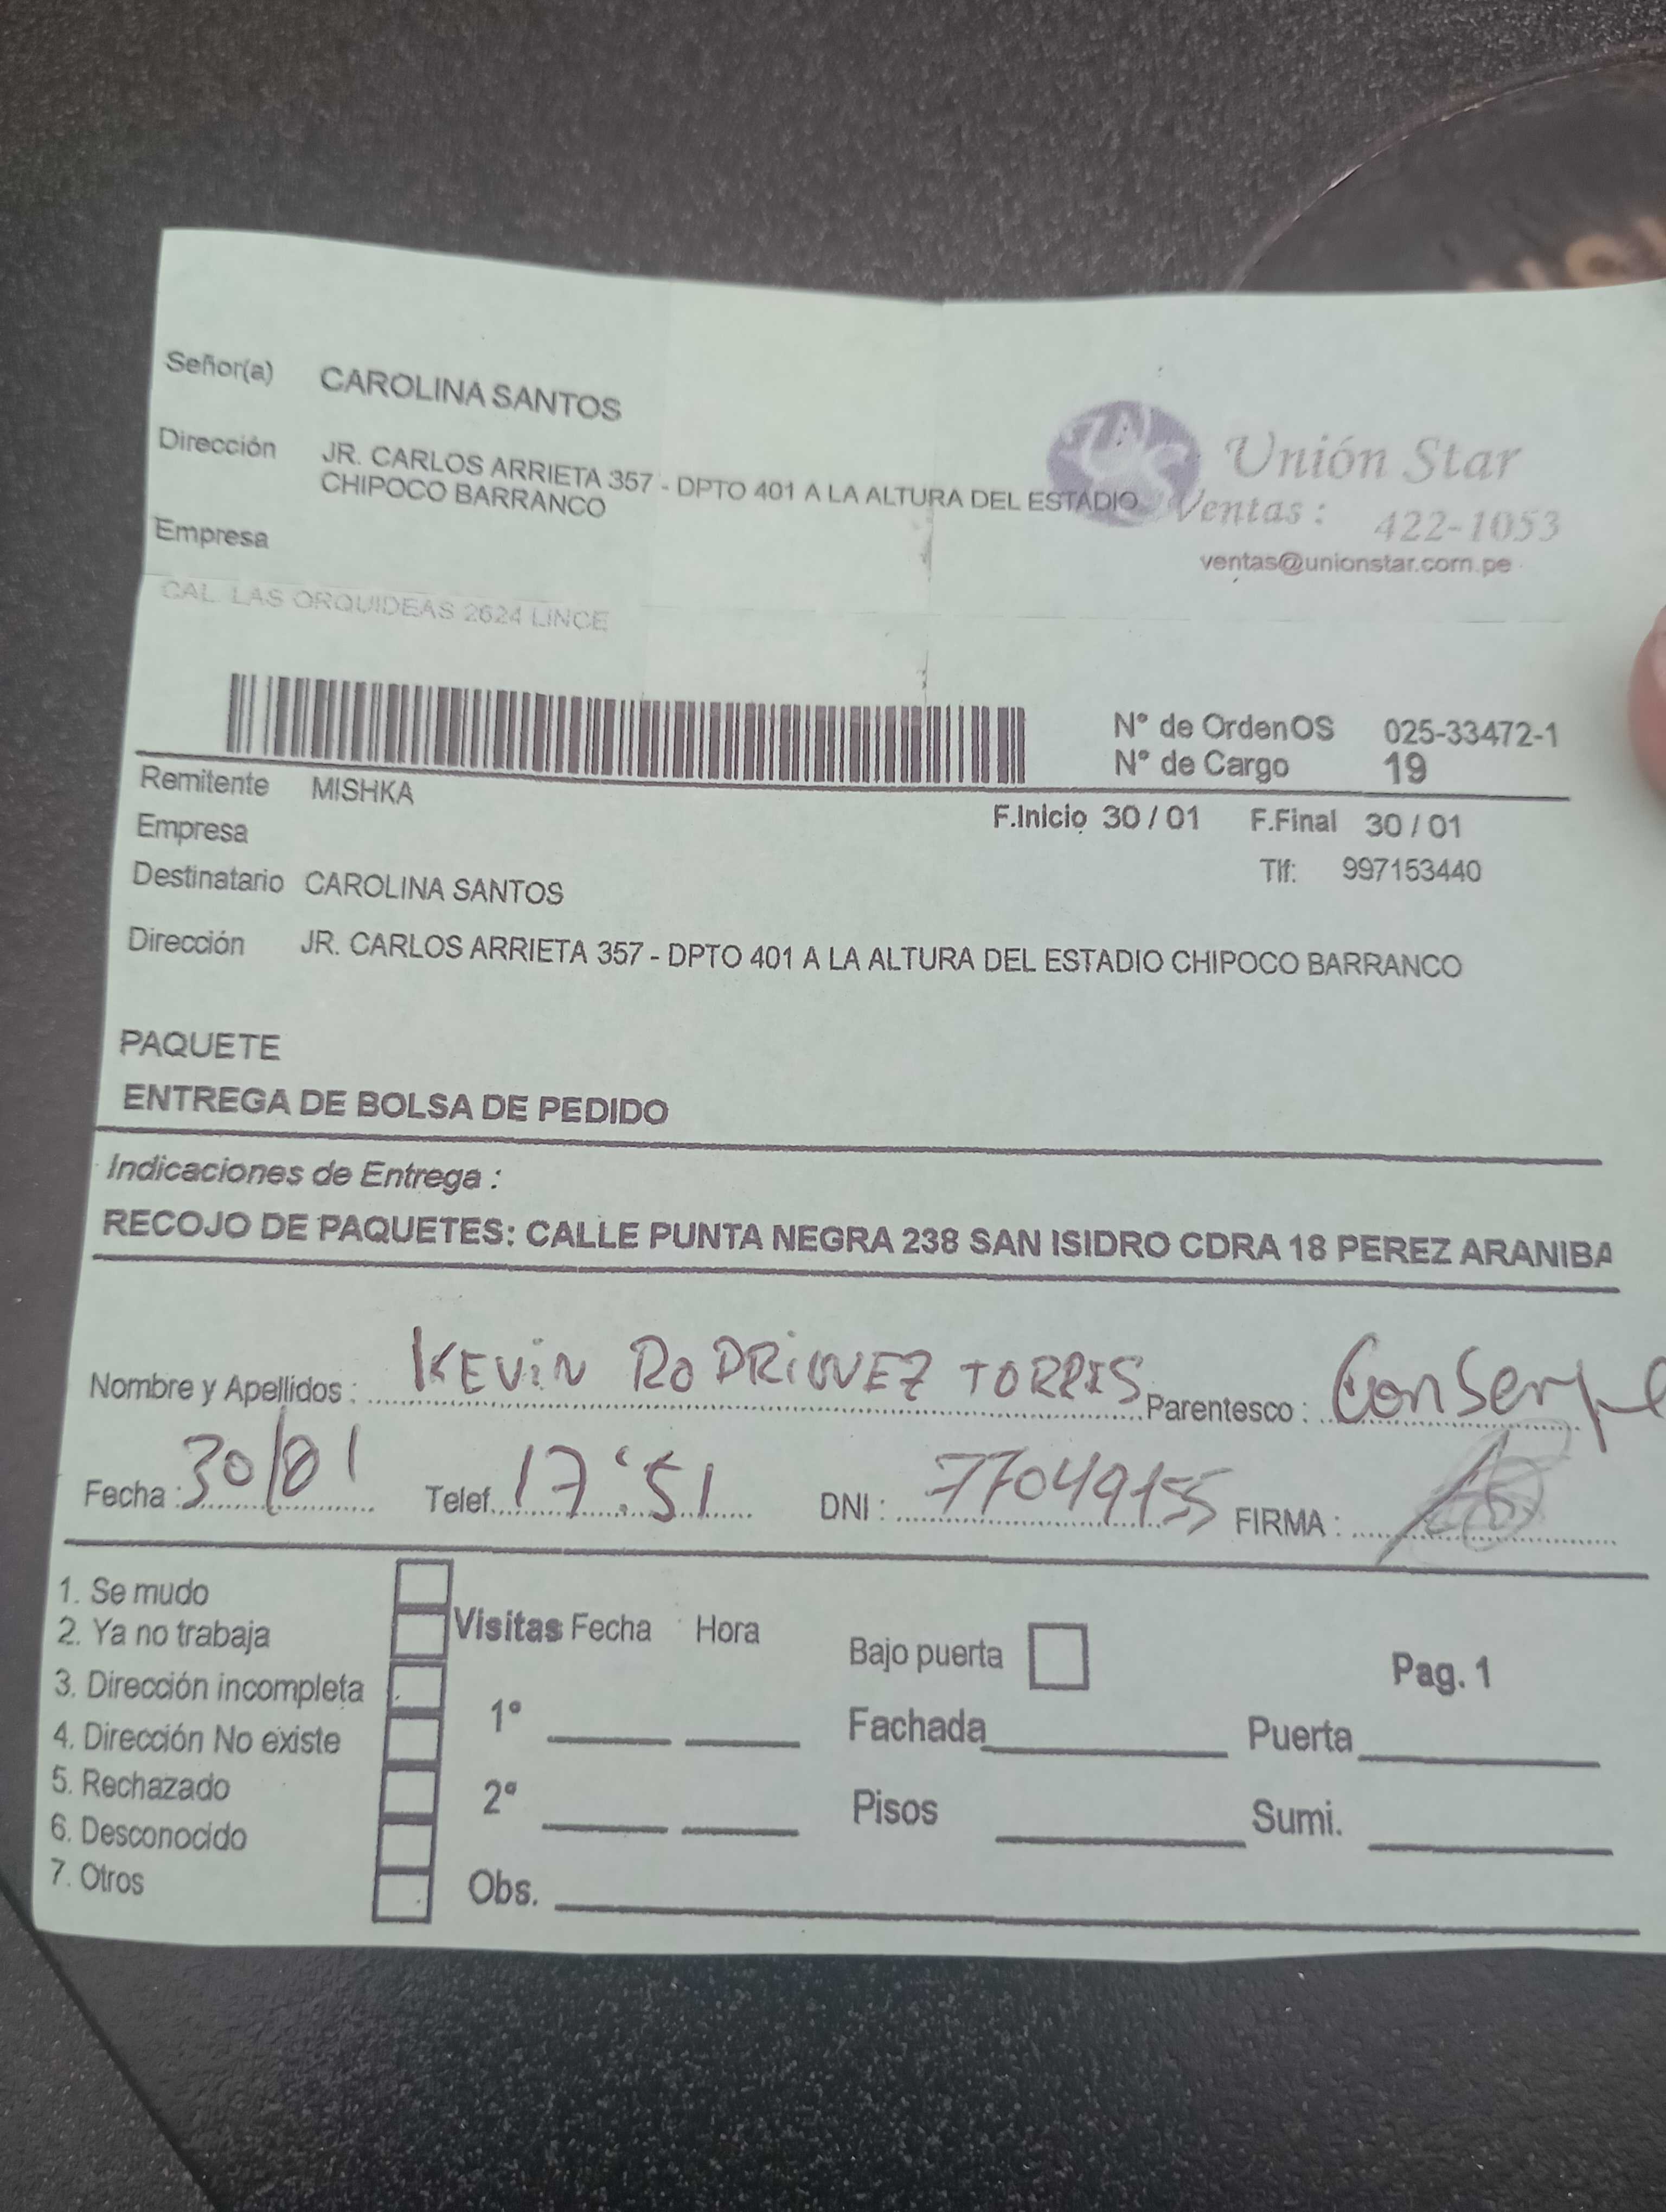 Señor(a) CAROLINA SANTOS
Dirección JR. CARLOS ARRIETA 357 - DPTO 401 A LA ALTURA DEL ESTADIO
CHIPOCO BARRANCO
Unión Star
Ventas : 422-1053
ventas@unionstar.com.pe
Empresa
CAL. LAS ORQUIDEAS 2624 LINCE
N° de OrdenOS 025-33472-1
N° de Cargo 19
Remitente MISHKA
F.Inicio 30 / 01 F.Final 30 / 01
Empresa
Tlf: 997153440
Destinatario CAROLINA SANTOS
Dirección JR. CARLOS ARRIETA 357 - DPTO 401 A LA ALTURA DEL ESTADIO CHIPOCO BARRANCO
PAQUETE
ENTREGA DE BOLSA DE PEDIDO
Indicaciones de Entrega :
RECOJO DE PAQUETES: CALLE PUNTA NEGRA 238 SAN ISIDRO CDRA 18 PEREZ ARANIBA
Nombre y Apellidos : KEVIN TORRES Parentesco :
Fecha : 30/01 Telef. 17:51 DNI : 77049155 FIRMA :
1. Se mudo
2. Ya no trabaja
3. Dirección incompleta
4. Dirección No existe
5. Rechazado
6. Desconocido
7. Otros
Visitas Fecha Hora
1°
2°
Obs.
Bajo puerta
Pag. 1
Fachada Puerta
Pisos Sumi.